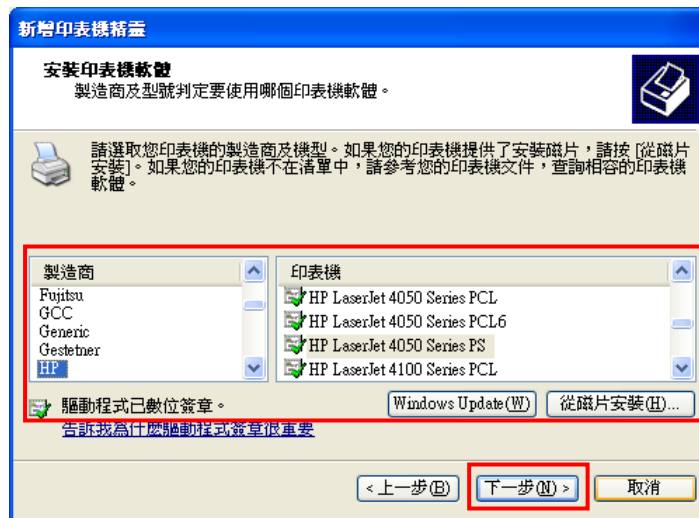 新增印表機精靈
安裝印表機軟體
製造商及型號判定要使用哪個印表機軟體。
請選取您印表機的製造商及機型。如果您的印表機提供了安裝磁片，請按 [從磁片
安裝]。如果您的印表機不在清單中，請參考您的印表機文件，查詢相容的印表機
軟體。
製造商
Fujitsu
GCC
Generic
Gestetner
HP
印表機
HP LaserJet 4050 Series PCL
HP LaserJet 4050 Series PCL6
HP LaserJet 4050 Series PS
HP LaserJet 4100 Series PCL
驅動程式已數位簽章。
Windows Update(W)
從磁片安裝(H)...
告訴我為什麼驅動程式簽章很重要
<上一步(B)
下一步(N) >
取消